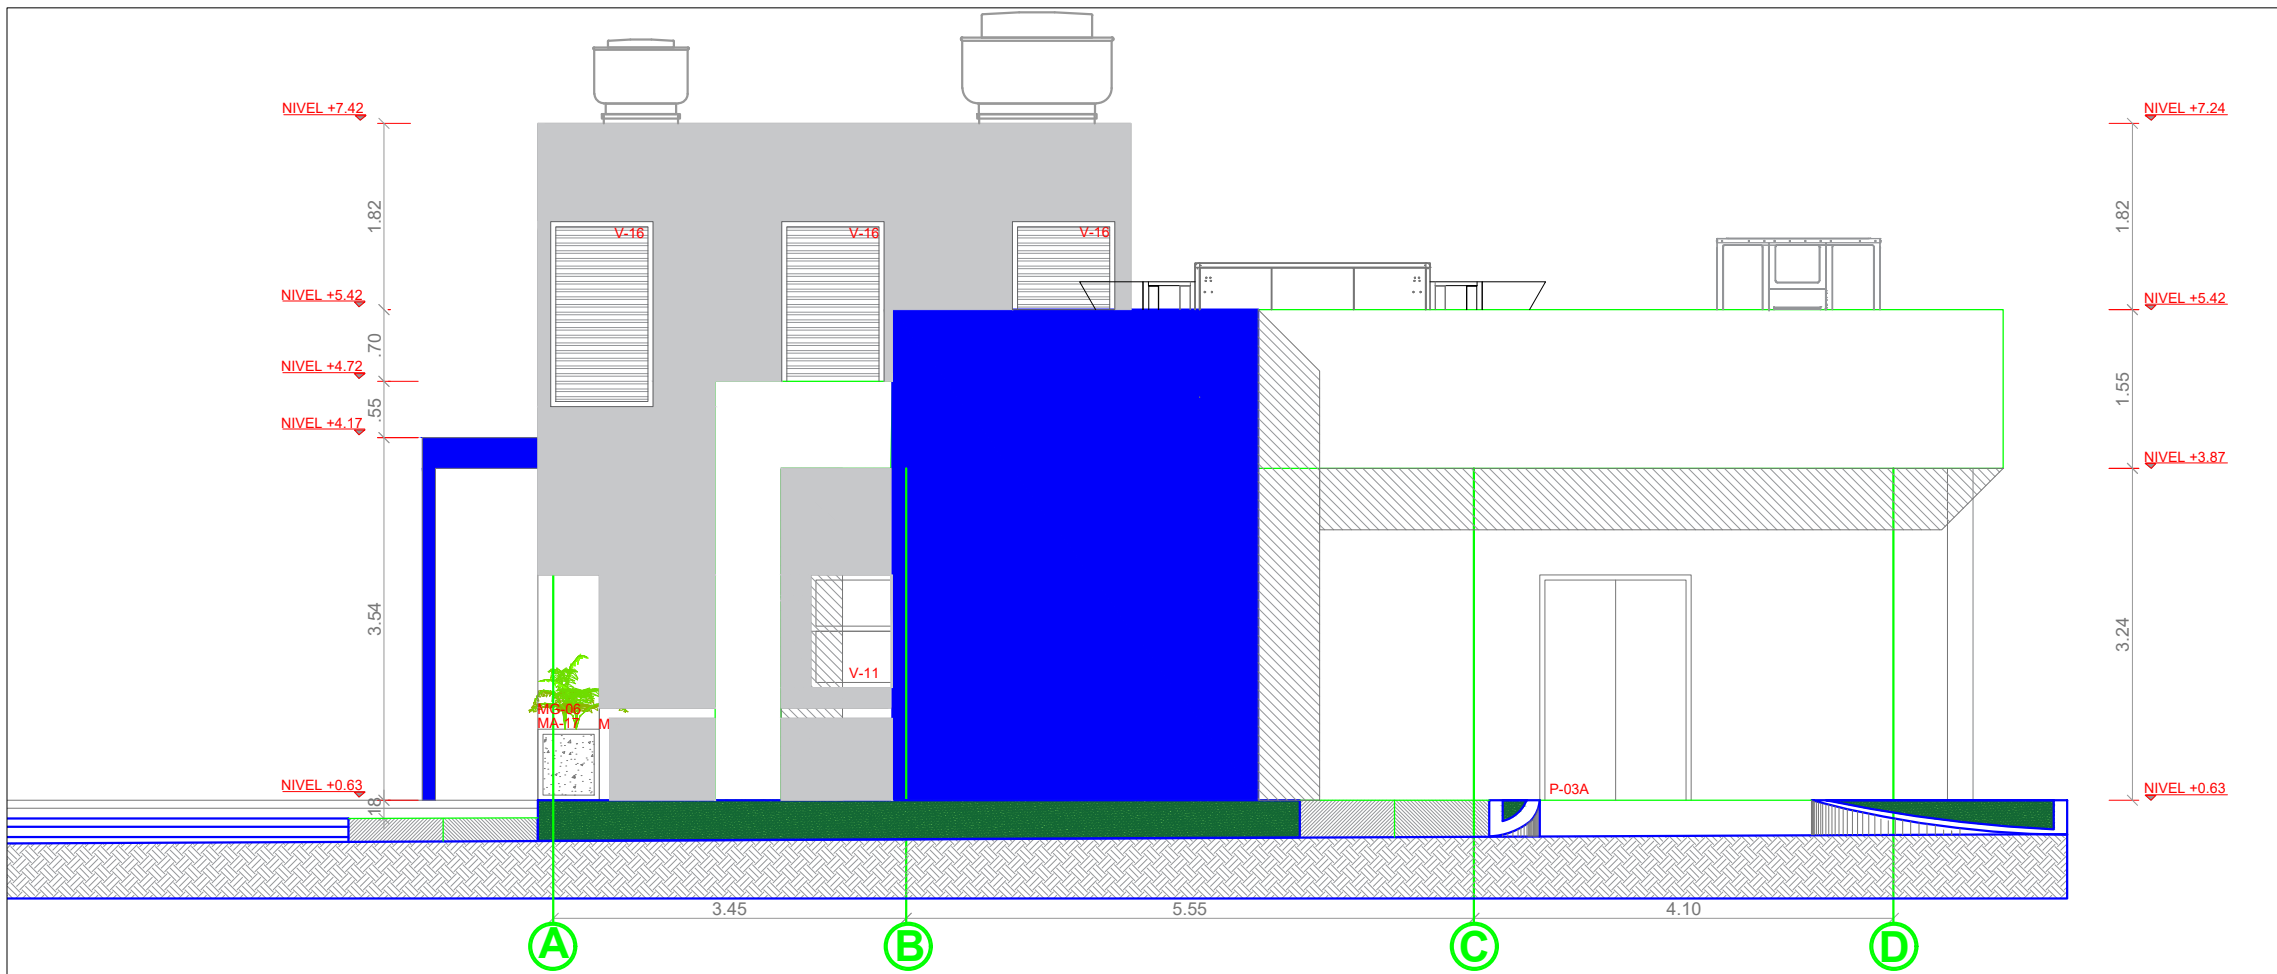 NIVEL +7.42
NIVEL +7.24
1.82
1.82
V-16
V-16
V-16
NIVEL +5.42
NIVEL +5.42
.70
NIVEL +4.72
1.55
.55
NIVEL +4.17
NIVEL +3.87
3.54
3.24
V-11
MG-06
MA-17
M
NIVEL +0.63
P-03A
NIVEL +0.63
18
3.45
5.55
4.10
A
B
C
D